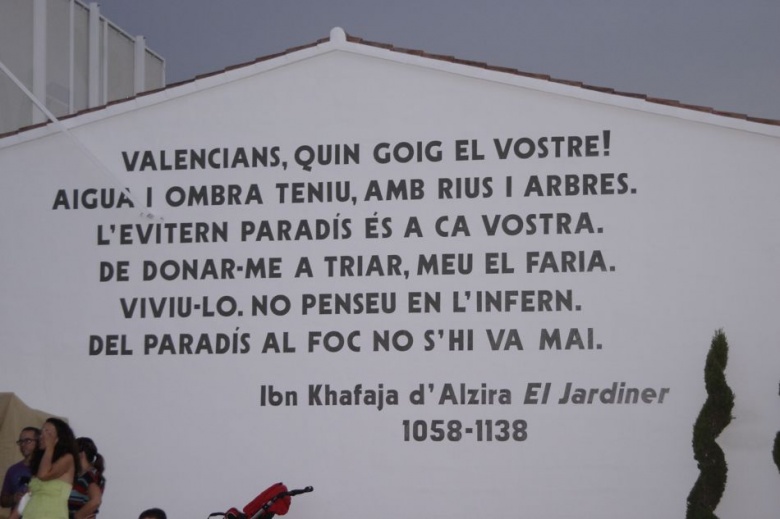 VALENCIANS, QUIN GOIG EL VOSTRE!
AIGUA I OMBRA TENIU, AMB RIUS I ARBRES.
L'EVITERN PARADÍS ÉS A CA VOSTRA.
DE DONAR-ME A TRIAR, MEU EL FARIA.
VIVIU-LO. NO PENSEU EN L'INFERN.
DEL PARADÍS AL FOC NO S'HI VA MAI.
Ibn Khafaja d'Alzira El Jardiner
1058-1138